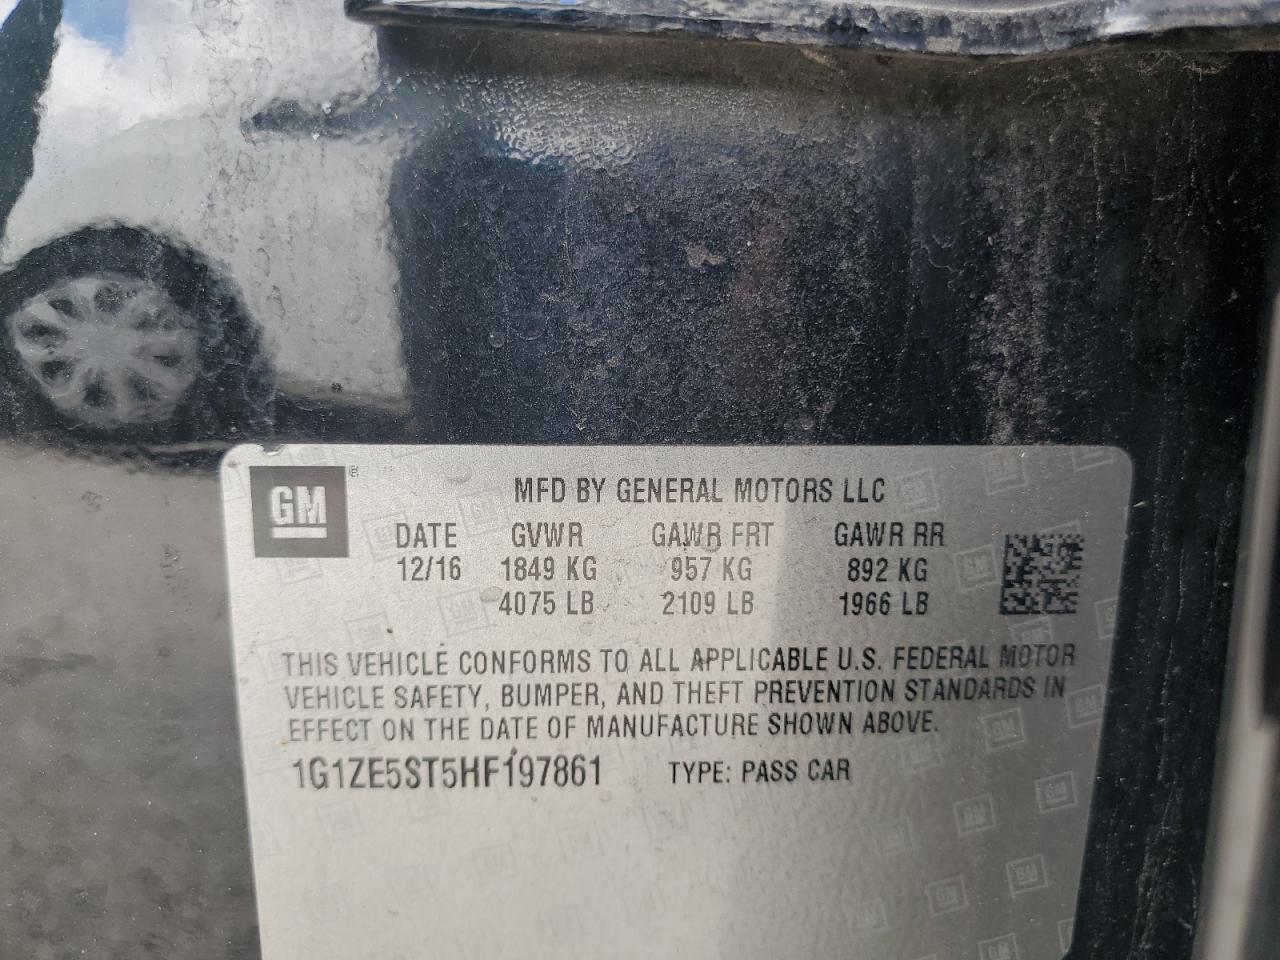 GM ®
MFD BY GENERAL MOTORS LLC
DATE GVWR GAWR FRT GAWR RR
12/16 1849 KG 957 KG 892 KG
4075 LB 2109 LB 1966 LB
THIS VEHICLE CONFORMS TO ALL APPLICABLE U.S. FEDERAL MOTOR
VEHICLE SAFETY, BUMPER, AND THEFT PREVENTION STANDARDS IN
EFFECT ON THE DATE OF MANUFACTURE SHOWN ABOVE.
1G1ZE5ST5HF197861 TYPE: PASS CAR